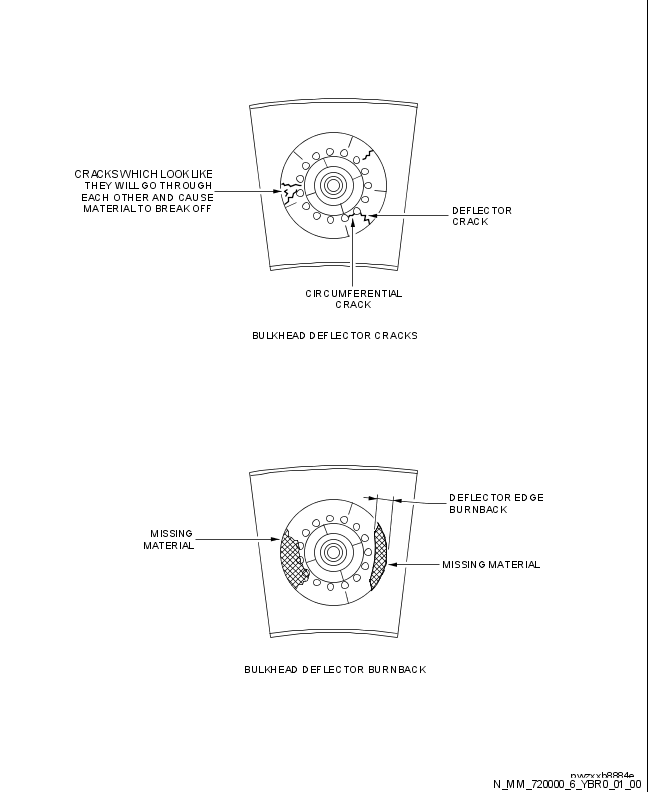 CRACKS WHICH LOOK LIKE
THEY WILL GO THROUGH
EACH OTHER AND CAUSE
MATERIAL TO BREAK OFF
DEFLECTOR
CRACK
CIRCUMFERENTIAL
CRACK
BULKHEAD DEFLECTOR CRACKS
DEFLECTOR EDGE
BURNBACK
MISSING
MATERIAL
MISSING MATERIAL
BULKHEAD DEFLECTOR BURNBACK
N_MM_720000_6_YBR0_01_00